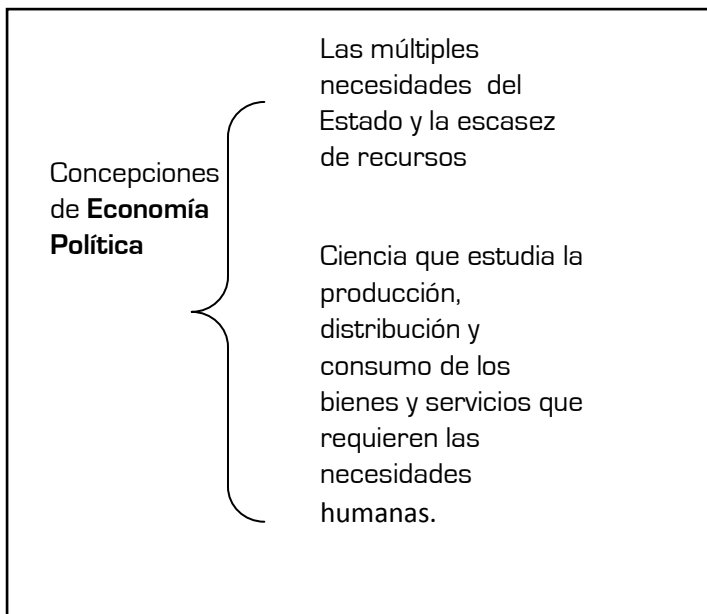 Concepciones
de Economía
Política
Las múltiples
necesidades del
Estado y la escasez
de recursos
Ciencia que estudia la
producción,
distribución y
consumo de los
bienes y servicios que
requieren las
necesidades
humanas.